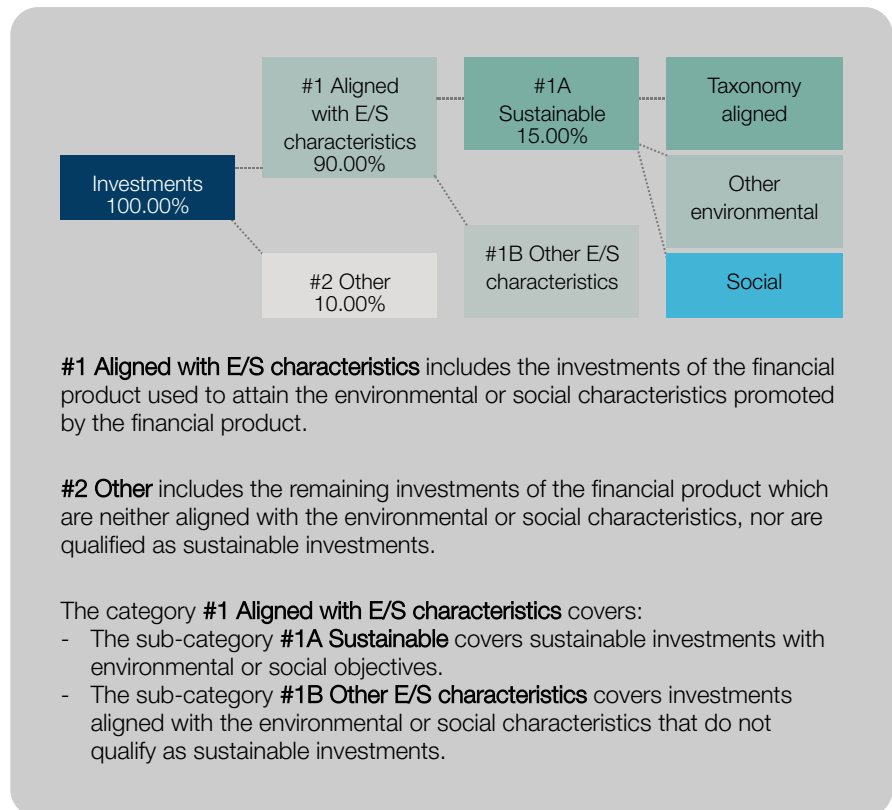 #1 Aligned
with E/S
characteristics
90.00%
#1A
Sustainable
15.00%
Taxonomy
aligned
Investments
100.00%
Other
environmental
#2 Other
10.00%
#1B Other E/S
characteristics
Social
#1 Aligned with E/S characteristics includes the investments of the financial
product used to attain the environmental or social characteristics promoted
by the financial product.
#2 Other includes the remaining investments of the financial product which
are neither aligned with the environmental or social characteristics, nor are
qualified as sustainable investments.
The category #1 Aligned with E/S characteristics covers:
- The sub-category #1A Sustainable covers sustainable investments with
environmental or social objectives.
- The sub-category #1B Other E/S characteristics covers investments
aligned with the environmental or social characteristics that do not
qualify as sustainable investments.